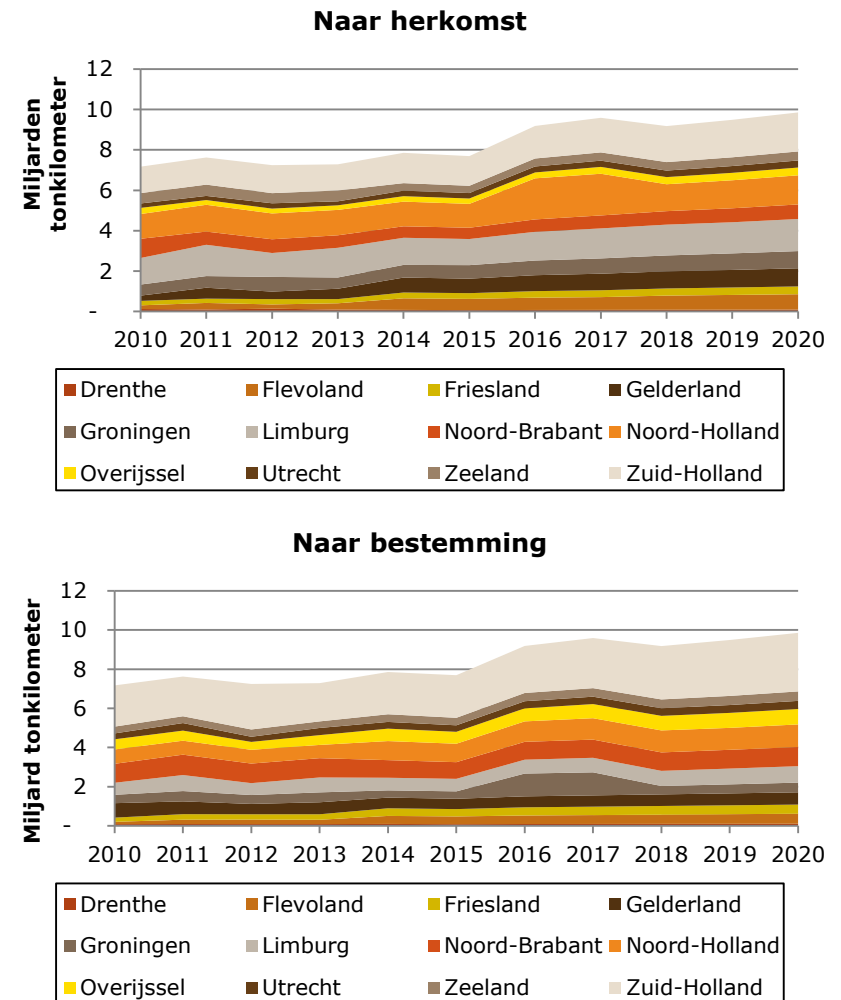 Naar herkomst
Miljarden
tonkilometer
12
10
8
6
4
2
-
2010 2011 2012 2013 2014 2015 2016 2017 2018 2019 2020
Drenthe Flevoland Friesland Gelderland
Groningen Limburg Noord-Brabant Noord-Holland
Overijssel Utrecht Zeeland Zuid-Holland
Naar bestemming
Miljard tonkilometer
12
10
8
6
4
2
-
2010 2011 2012 2013 2014 2015 2016 2017 2018 2019 2020
Drenthe Flevoland Friesland Gelderland
Groningen Limburg Noord-Brabant Noord-Holland
Overijssel Utrecht Zeeland Zuid-Holland